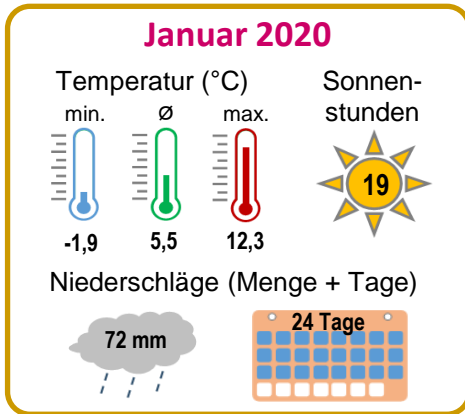 Januar 2020
Temperatur (°C)
Sonnen-
stunden
min. Ø max.
19
-1,9 5,5 12,3
Niederschläge (Menge + Tage)
72 mm
24 Tage